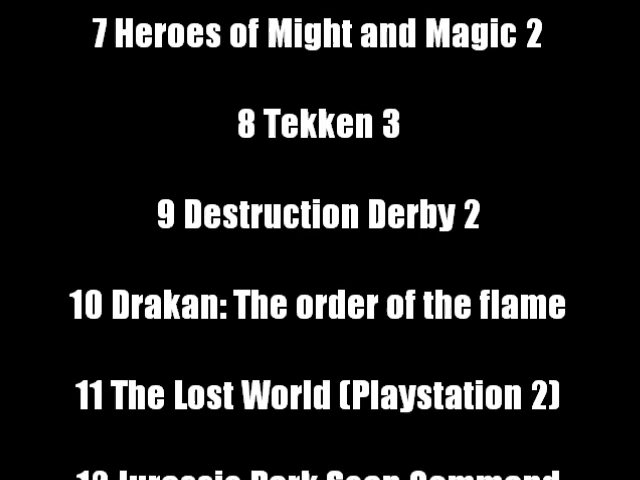 7 Heroes of Might and Magic 2
8 Tekken 3
9 Destruction Derby 2
10 Drakan: The order of the flame
11 The Lost World (Playstation 2)